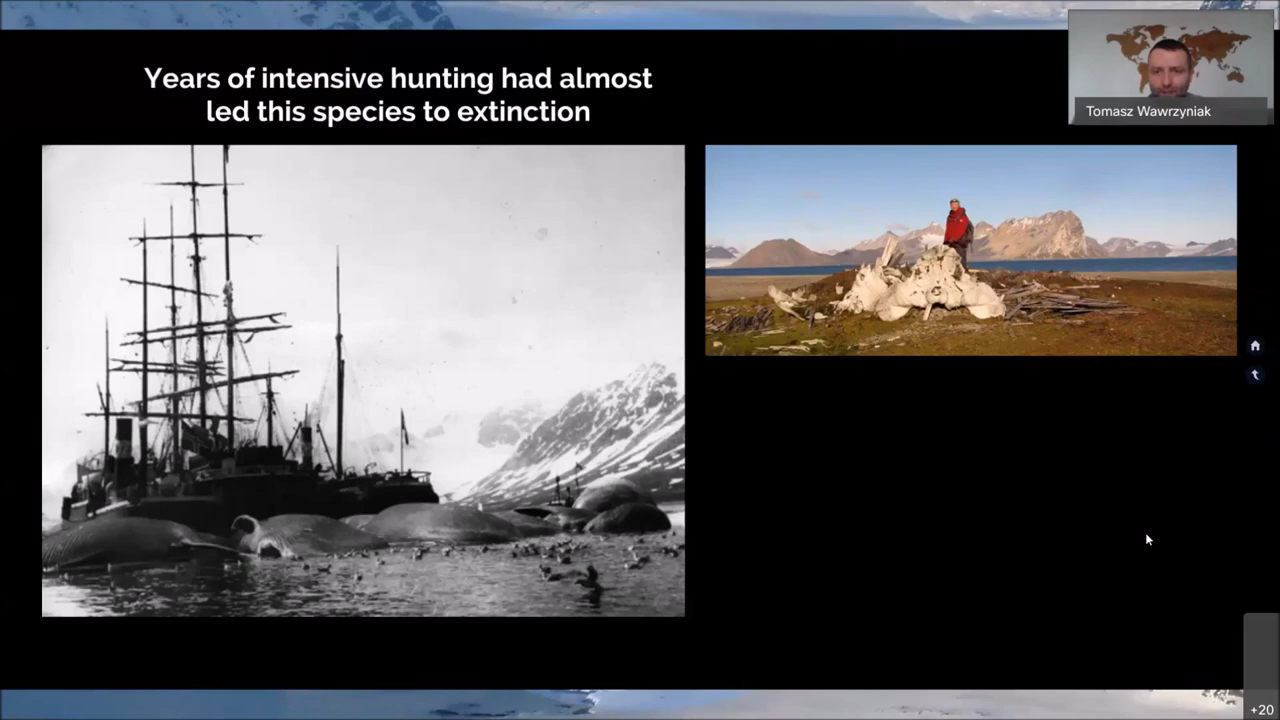 Years of intensive hunting had almost
led this species to extinction
Tomasz Wawrzyniak
+20